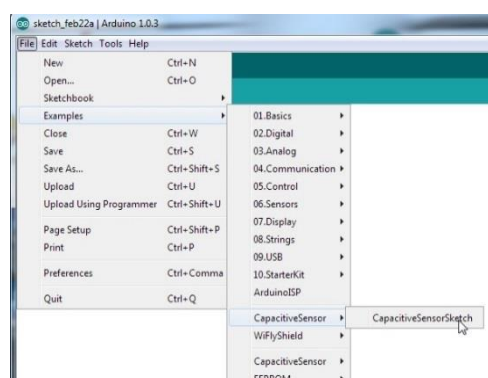 sketch_feb22a | Arduino 1.0.3
File Edit Sketch Tools Help
New Ctrl+N
Open... Ctrl+O
Sketchbook
Examples
Close Ctrl+W
Save Ctrl+S
Save As... Ctrl+Shift+S
Upload Ctrl+U
Upload Using Programmer Ctrl+Shift+U
Page Setup Ctrl+Shift+P
Print Ctrl+P
Preferences Ctrl+Comma
Quit Ctrl+Q
01.Basics
02.Digital
03.Analog
04.Communication
05.Control
06.Sensors
07.Display
08.Strings
09.USB
10.StarterKit
ArduinoISP
CapacitiveSensor
WiFlyShield
CapacitiveSensor
EEPROM
CapacitiveSensorSketch